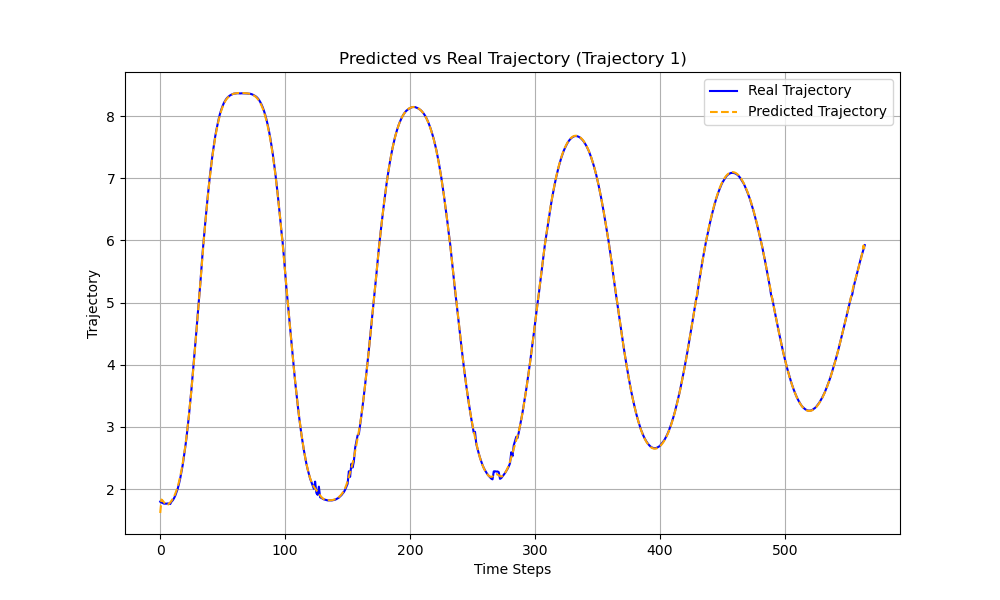 Predicted vs Real Trajectory (Trajectory 1)
Real Trajectory
Predicted Trajectory
8
7
6
5
4
3
2
Trajectory
0 100 200 300 400 500
Time Steps